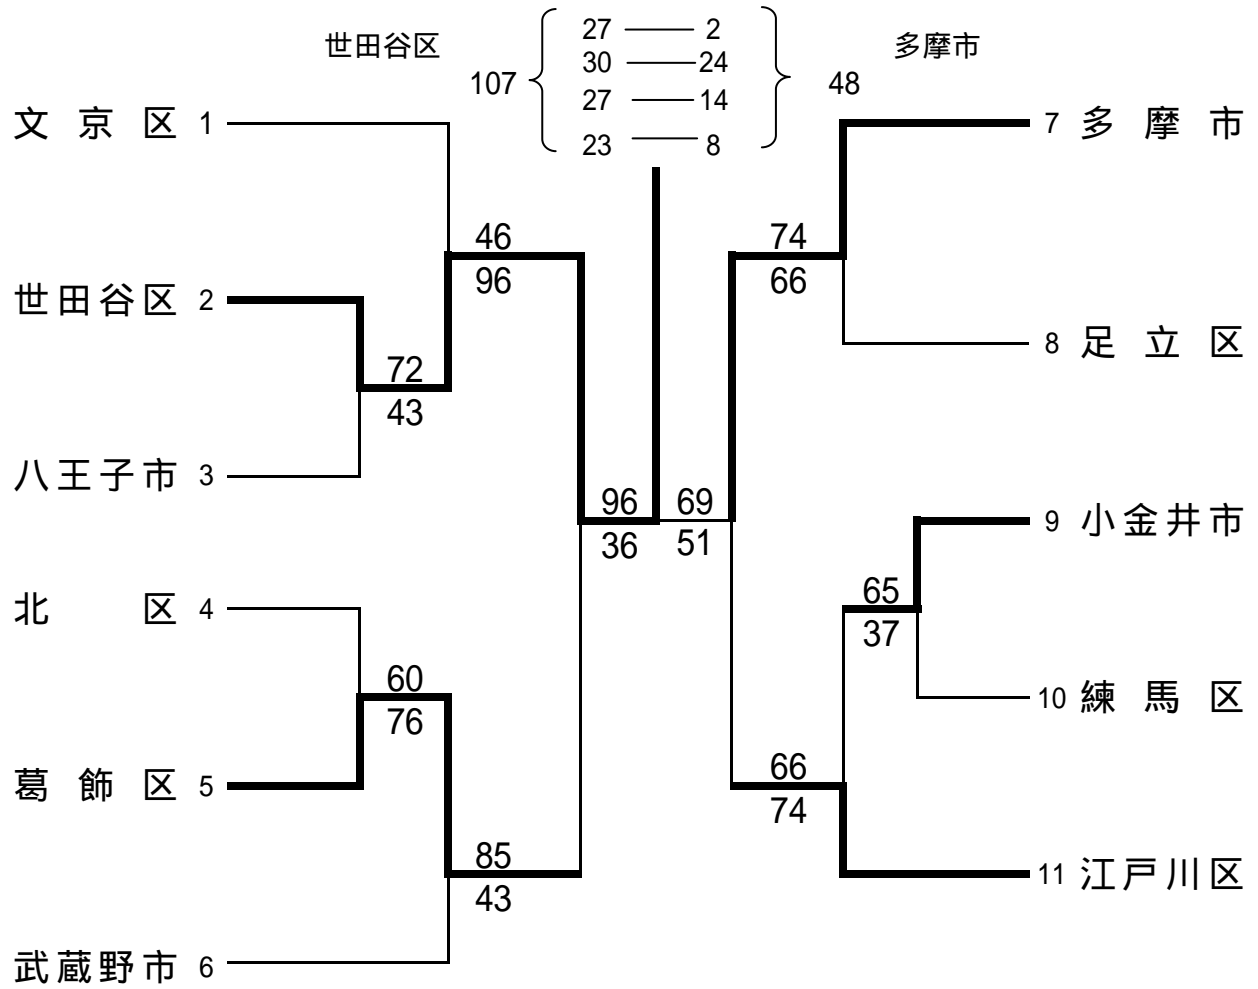 世田谷区
107
27 2
30 24
27 14
23 8
多摩市
48
文京区 1
世田谷区 2
八王子市 3
北区 4
葛飾区 5
武蔵野市 6
46
96
72
43
60
76
85
43
96
36
69
51
74
66
65
37
66
74
7 多摩市
8 足立区
9 小金井市
10 練馬区
11 江戸川区